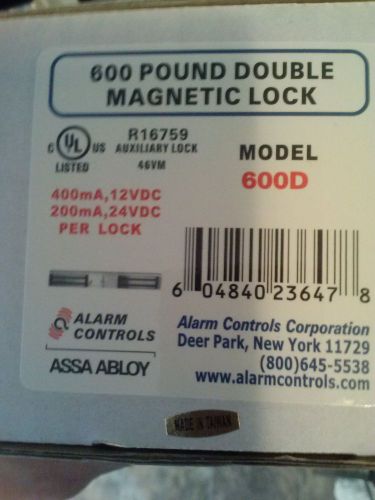 600 POUND DOUBLE
MAGNETIC LOCK
C UL US
LISTED
R16759
AUXILIARY LOCK
46VM
MODEL
600D
400mA,12VDC
200mA,24VDC
PER LOCK
6 04840 23647 8
ALARM
CONTROLS
ASSA ABLOY
Alarm Controls Corporation
Deer Park, New York 11729
(800)645-5538
www.alarmcontrols.com
MADE IN TAIWAN